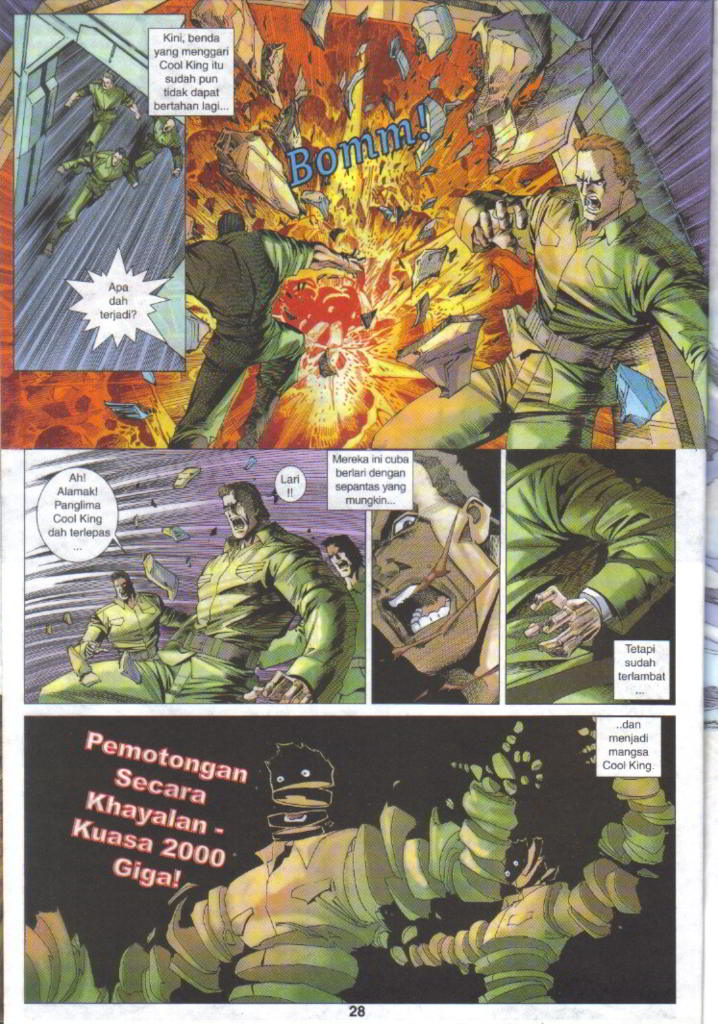 Kini, benda
yang menggari
Cool King itu
sudah pun
tidak dapat
bertahan lagi...
Bomm!
Apa
dah
terjadi?
Ah!
Alamak!
Panglima
Cool King
dah terlepas
...
Lari
!!
Mereka ini cuba
berlari dengan
sepantas yang
mungkin...
Tetapi
sudah
terlambat
...
..dan
menjadi
mangsa
Cool King.
Pemotongan
Secara
Khayalan -
Kuasa 2000
Giga!
28